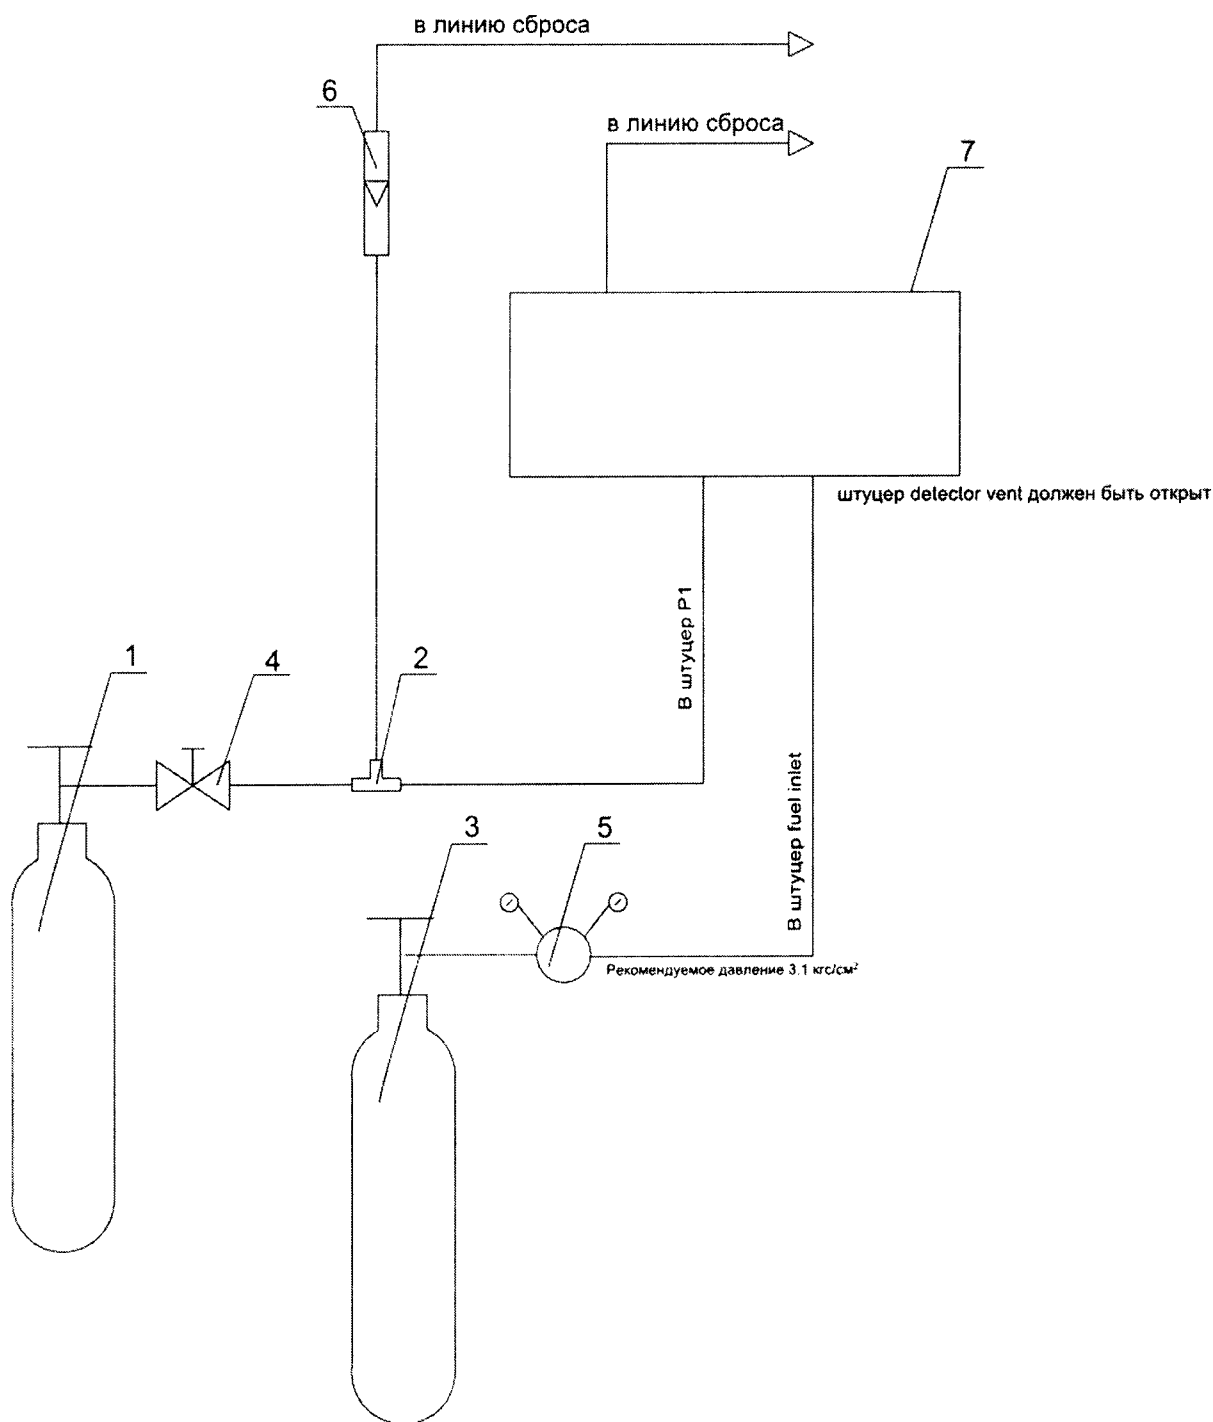 в линию сброса
6
в линию сброса
7
штуцер detector vent должен быть открыт
В штуцер P1
1
4
2
В штуцер fuel inlet
3
5
Рекомендуемое давление 3.1 кгс/см²